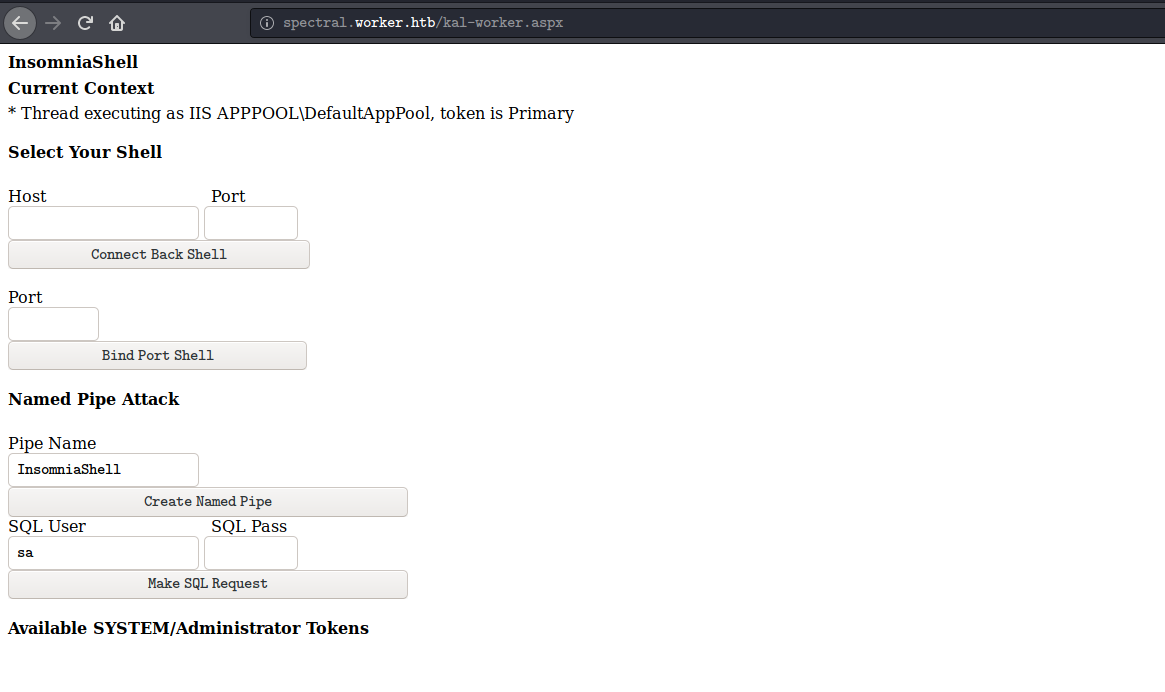 spectral.worker.htb/kal-worker.aspx
InsomniaShell
Current Context
* Thread executing as IIS APPPOOL\DefaultAppPool, token is Primary
Select Your Shell
Host Port
Connect Back Shell
Port
Bind Port Shell
Named Pipe Attack
Pipe Name
InsomniaShell
Create Named Pipe
SQL User SQL Pass
sa
Make SQL Request
Available SYSTEM/Administrator Tokens